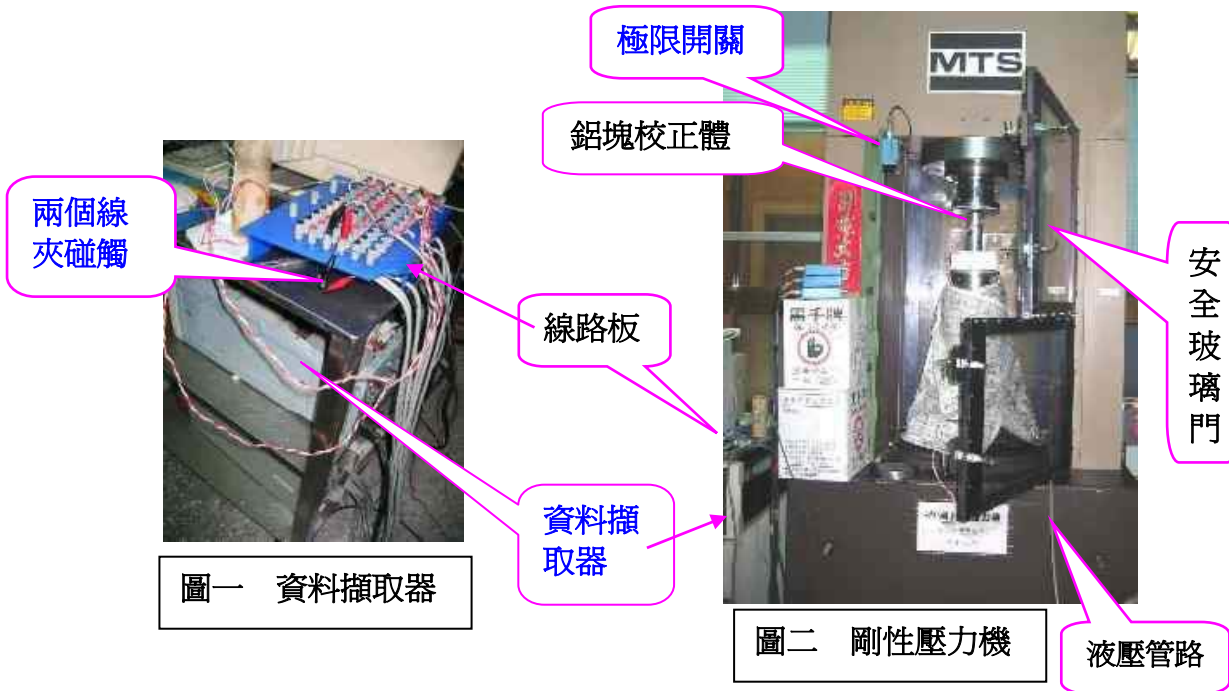 極限開關
MTS
鋁塊校正體
兩個線
夾碰觸
安
全
玻
璃
門
線路板
資料擷
取器
圖一 資料擷取器
圖二 剛性壓力機
液壓管路